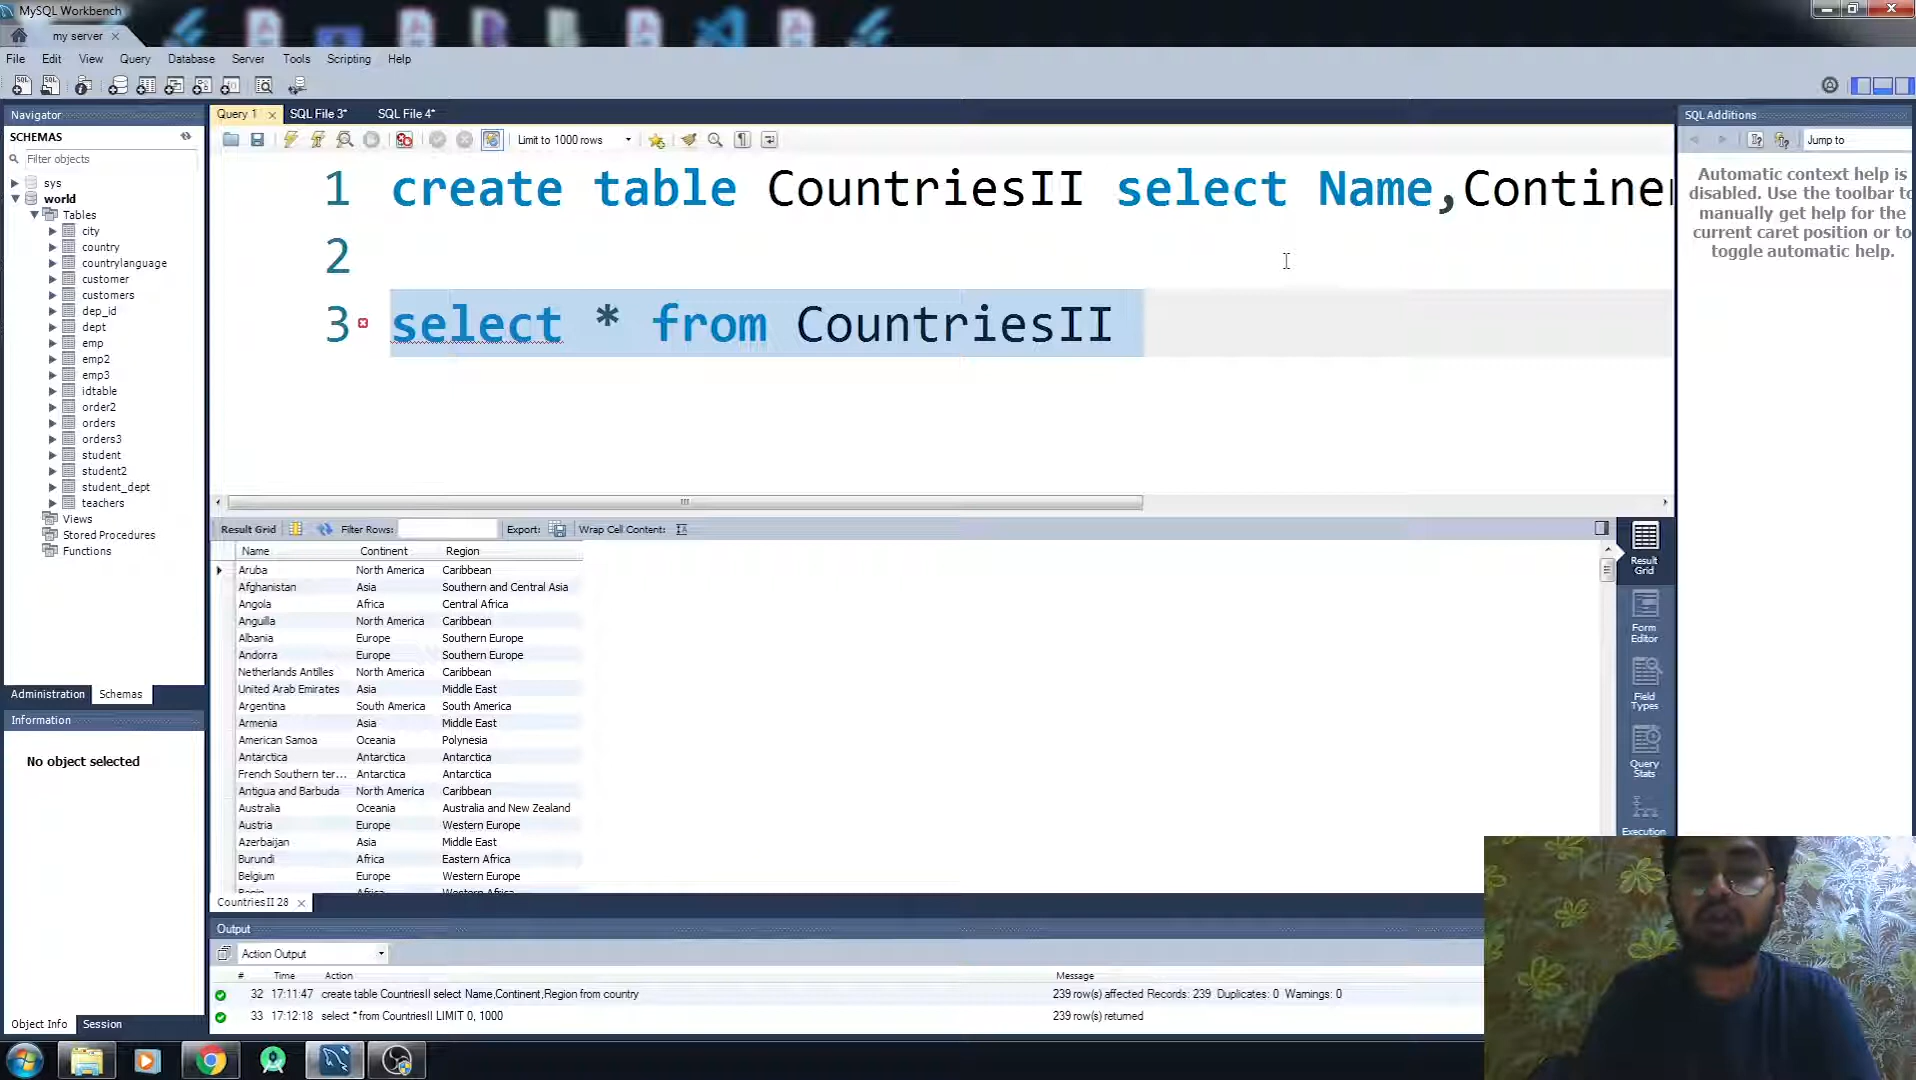 MySQL Workbench
my server
File Edit View Query Database Server Tools Scripting Help
Navigator
SCHEMAS
Filter objects
sys
world
Tables
city
country
countrylanguage
customer
customers
dep_id
dept
emp
emp2
emp3
idtable
order2
orders
orders3
student
student2
student_dept
teachers
Views
Stored Procedures
Functions
Administration Schemas
Information
No object selected
Object Info Session
Query 1 SQL File 3* SQL File 4*
Limit to 1000 rows
1 create table CountriesII select Name,Continen
2
3 select * from CountriesII
Result Grid Filter Rows: Export: Wrap Cell Content:
Name Continent Region
Aruba North America Caribbean
Afghanistan Asia Southern and Central Asia
Angola Africa Central Africa
Anguilla North America Caribbean
Albania Europe Southern Europe
Andorra Europe Southern Europe
Netherlands Antilles North America Caribbean
United Arab Emirates Asia Middle East
Argentina South America South America
Armenia Asia Middle East
American Samoa Oceania Polynesia
Antarctica Antarctica Antarctica
French Southern ter... Antarctica Antarctica
Antigua and Barbuda North America Caribbean
Australia Oceania Australia and New Zealand
Austria Europe Western Europe
Azerbaijan Asia Middle East
Burundi Africa Eastern Africa
Belgium Europe Western Europe
Benin Africa Western Africa
CountriesII 28
Output
Action Output
# Time Action Message
32 17:11:47 create table CountriesII select Name,Continent,Region from country 239 row(s) affected Records: 239 Duplicates: 0 Warnings: 0
33 17:12:18 select * from CountriesII LIMIT 0, 1000 239 row(s) returned
Result
Grid
Form
Editor
Field
Types
Query
Stats
Execution
SQL Additions
Jump to
Automatic context help is
disabled. Use the toolbar to
manually get help for the
current caret position or to
toggle automatic help.